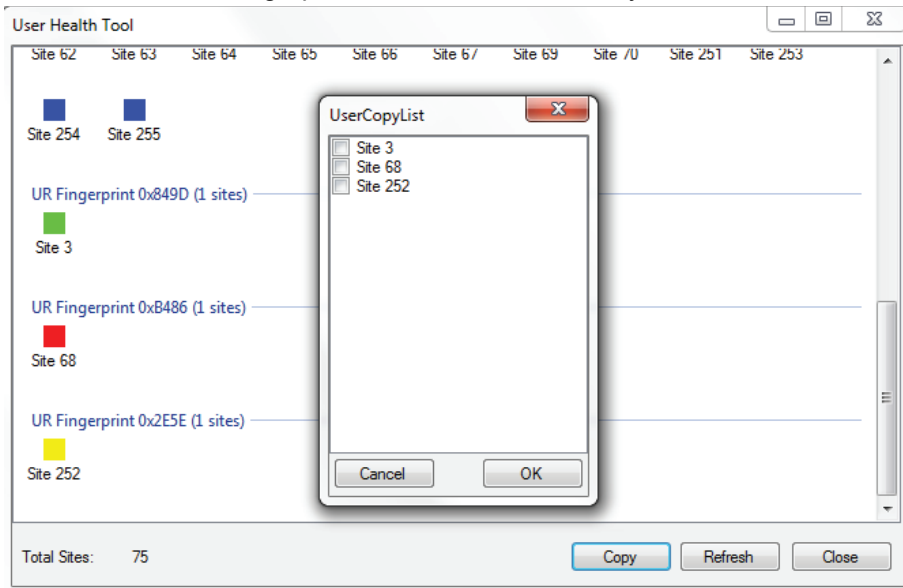 User Health Tool
Site 62 Site 63 Site 64 Site 65 Site 66 Site 67 Site 69 Site 70 Site 251 Site 253
Site 254 Site 255
UR Fingerprint 0x849D (1 sites)
Site 3
UR Fingerprint 0xB486 (1 sites)
Site 68
UR Fingerprint 0x2E5E (1 sites)
Site 252
UserCopyList
Site 3
Site 68
Site 252
Cancel OK
Total Sites: 75 Copy Refresh Close